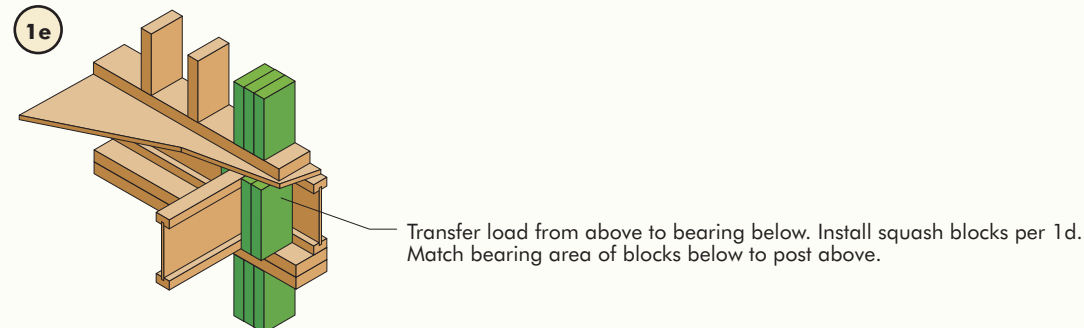 1e
Transfer load from above to bearing below. Install squash blocks per 1d.
Match bearing area of blocks below to post above.